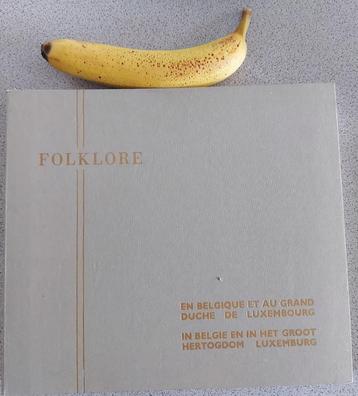 FOLKLORE
EN BELGIQUE ET AU GRAND
DUCHE DE LUXEMBOURG
IN BELGIE EN IN HET GROOT
HERTOGDOM LUXEMBURG